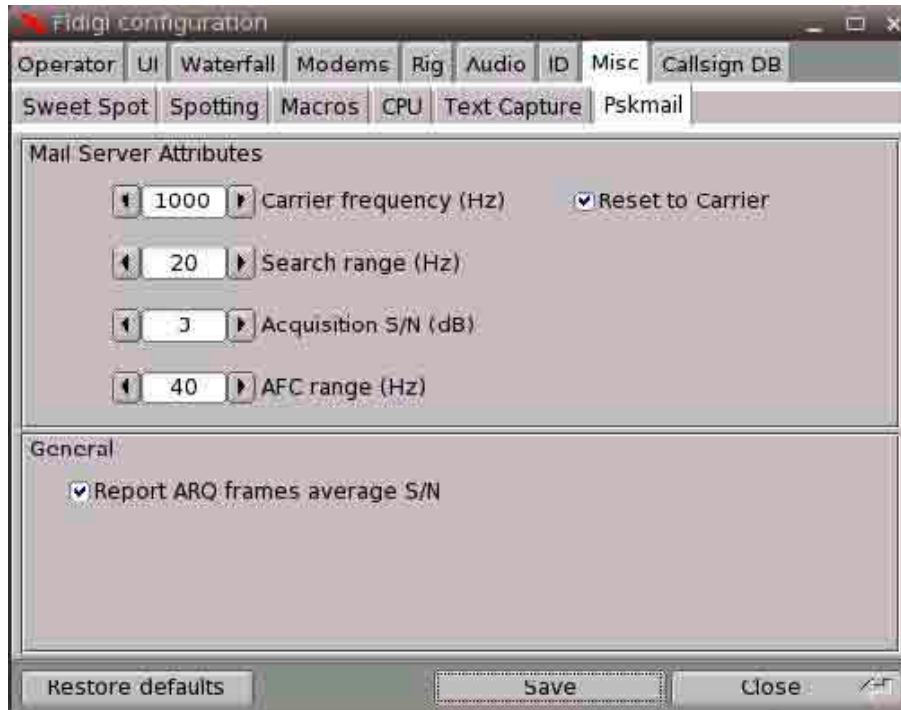 Fldigi configuration
Operator UI Waterfall Modems Rig Audio ID Misc Callsign DB
Sweet Spot Spotting Macros CPU Text Capture Pskmail
Mail Server Attributes
1000 Carrier frequency (Hz) Reset to Carrier
20 Search range (Hz)
3 Acquisition S/N (dB)
40 AFC range (Hz)
General
Report ARQ frames average S/N
Restore defaults Save Close